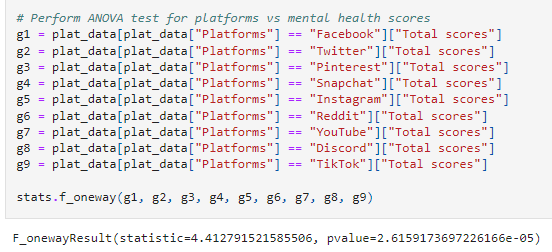 # Perform ANOVA test for platforms vs mental health scores
g1 = plat_data[plat_data["Platforms"] == "Facebook"]["Total scores"]
g2 = plat_data[plat_data["Platforms"] == "Twitter"]["Total scores"]
g3 = plat_data[plat_data["Platforms"] == "Pinterest"]["Total scores"]
g4 = plat_data[plat_data["Platforms"] == "Snapchat"]["Total scores"]
g5 = plat_data[plat_data["Platforms"] == "Instagram"]["Total scores"]
g6 = plat_data[plat_data["Platforms"] == "Reddit"]["Total scores"]
g7 = plat_data[plat_data["Platforms"] == "YouTube"]["Total scores"]
g8 = plat_data[plat_data["Platforms"] == "Discord"]["Total scores"]
g9 = plat_data[plat_data["Platforms"] == "TikTok"]["Total scores"]
stats.f_oneway(g1, g2, g3, g4, g5, g6, g7, g8, g9)
F_onewayResult(statistic=4.412791521585506, pvalue=2.6159173697226166e-05)